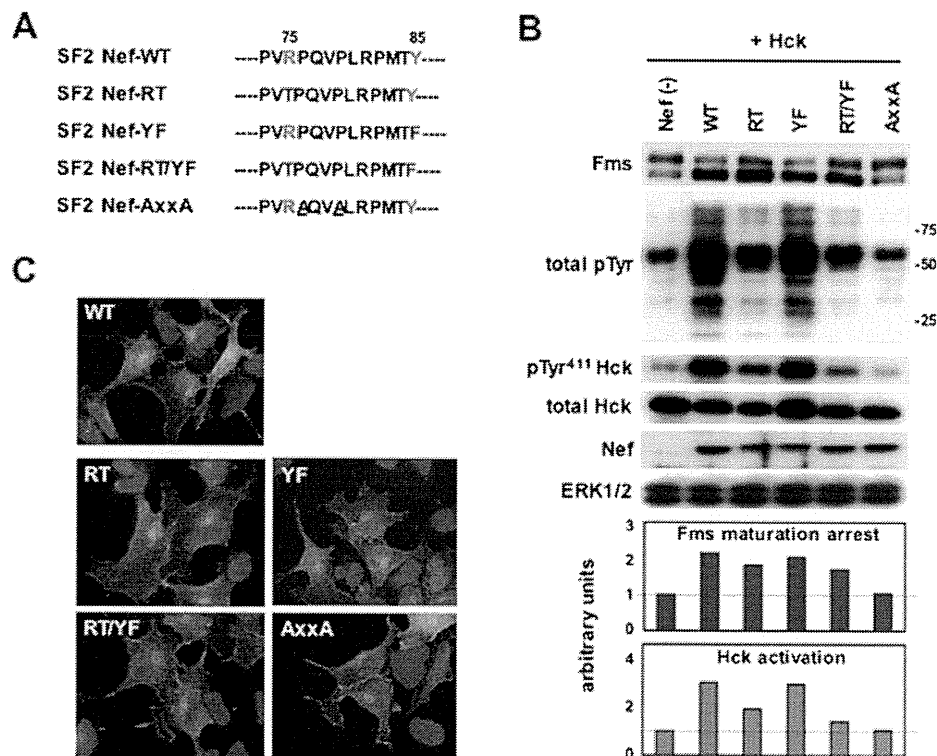 A
75 85
SF2 Nef-WT ----PVRPQVPLRPMTY----
SF2 Nef-RT ----PVTPQVPLRPMTY----
SF2 Nef-YF ----PVRPQVPLRPMTF----
SF2 Nef-RT/YF ----PVTPQVPLRPMTF----
SF2 Nef-AxxA ----PVRAQVALRPMTY----
B
+ Hck
Nef (-) WT RT YF RT/YF AxxA
Fms
total pTyr
-75
-50
-25
pTyr⁴¹¹ Hck
total Hck
Nef
ERK1/2
arbitrary units
Fms maturation arrest
3
2
1
0
Hck activation
4
2
0
C
WT
RT
YF
RT/YF
AxxA